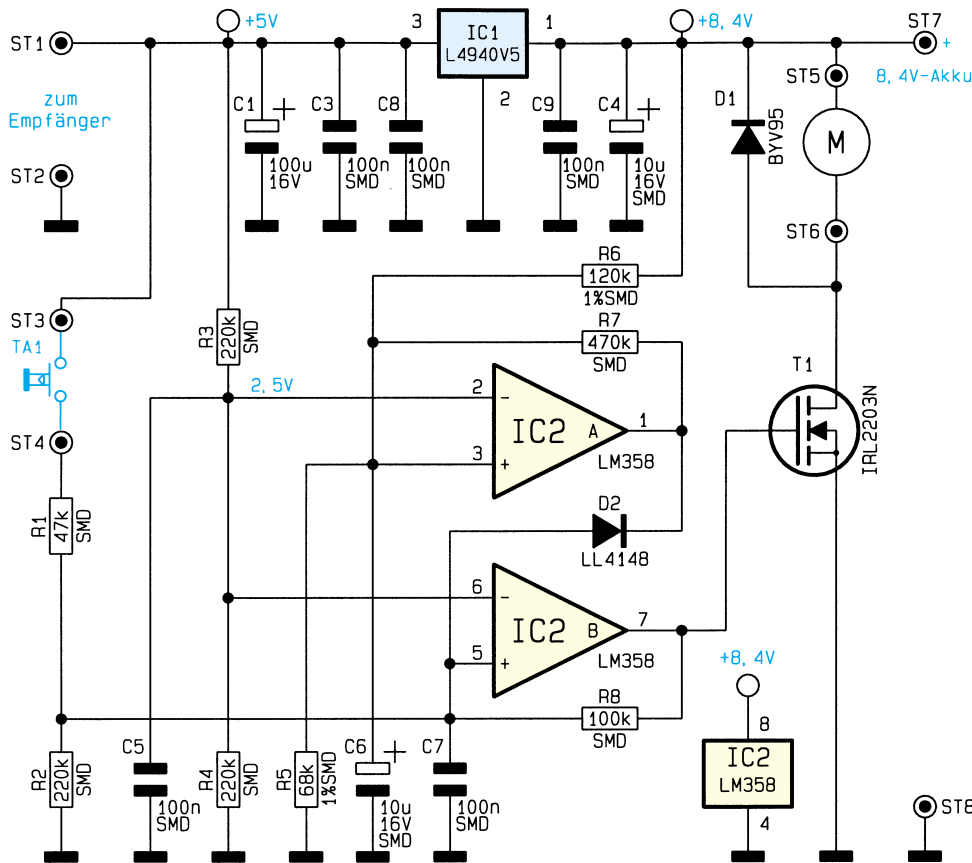 ST1
+5V
3
IC1
L4940V5
1
2
+8,4V
ST7
+
8,4V-Akku
zum
Empfänger
ST2
C1
+
100u
16V
C3
100n
SMD
C8
100n
SMD
C9
100n
SMD
C4
+
10u
16V
SMD
D1
BYV95
ST5
M
ST6
ST3
TA1
ST4
R3
220k
SMD
R6
120k
1%SMD
R7
470k
SMD
2,5V
2
-
IC2
A
1
3
+
LM358
T1
IRL2203N
R1
47k
SMD
D2
LL4148
6
-
IC2
B
7
5
+
LM358
R8
100k
SMD
+8,4V
8
IC2
LM358
4
R2
220k
SMD
C5
100n
SMD
R4
220k
SMD
R5
68k
1%SMD
C6
+
10u
16V
SMD
C7
100n
SMD
ST8